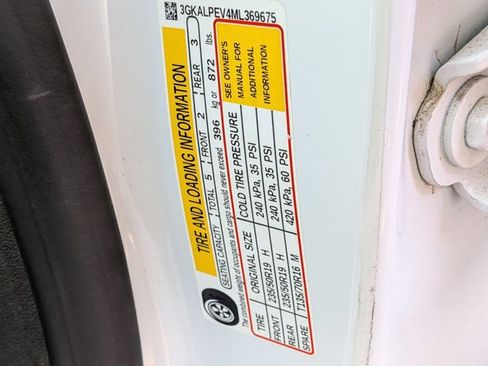 3GKALPEV4ML369675
TIRE AND LOADING INFORMATION
SEATING CAPACITY TOTAL 5 FRONT 2 REAR 3
The combined weight of occupants and cargo should never exceed 396 kg or 872 lbs.
TIRE ORIGINAL SIZE COLD TIRE PRESSURE
FRONT 235/50R19 H 240 kPa, 35 PSI
REAR 235/50R19 H 240 kPa, 35 PSI
SPARE T135/70R16 M 420 kPa, 60 PSI
SEE OWNER'S
MANUAL FOR
ADDITIONAL
INFORMATION